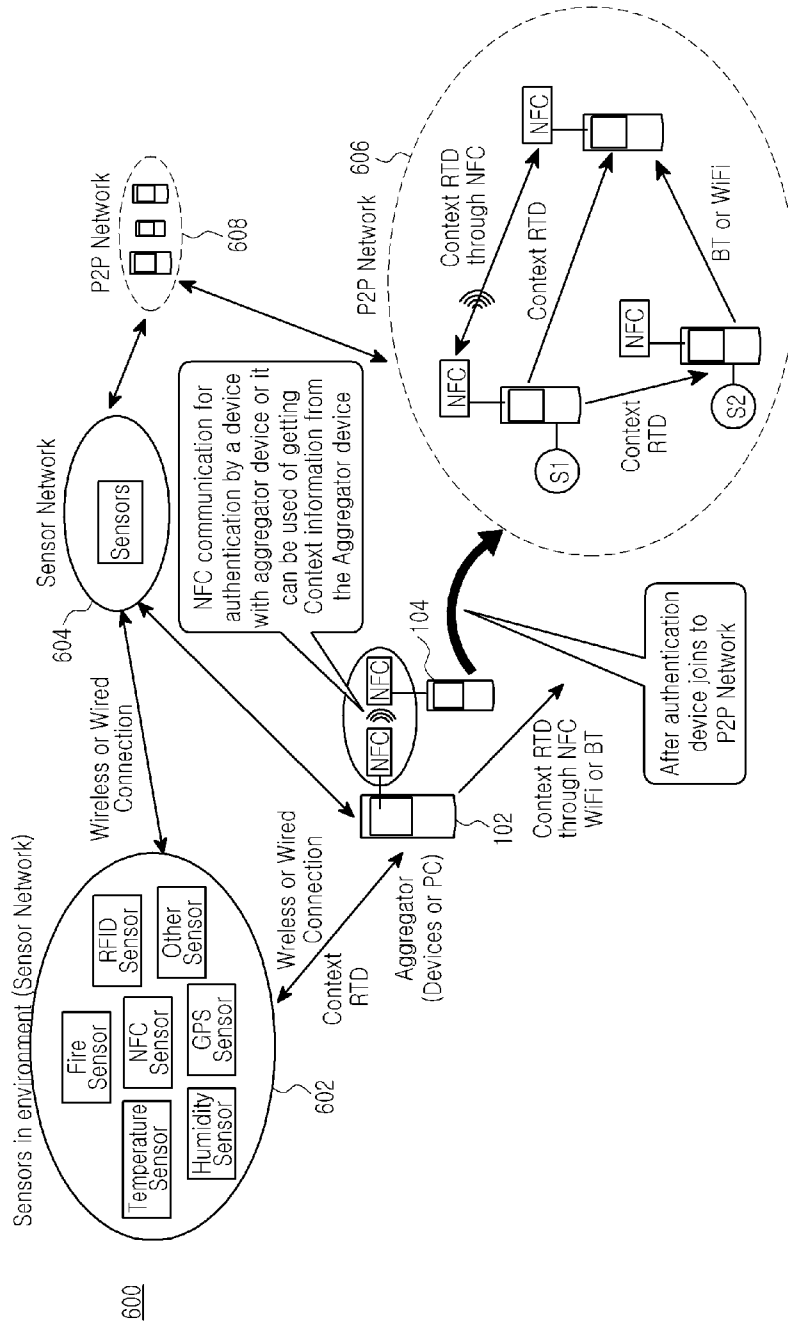 600
Sensors in environment (Sensor Network)
Fire
Sensor
RFID
Sensor
Temperature
Sensor
NFC
Sensor
Other
Sensor
Humidity
Sensor
GPS
Sensor
602
Wireless or Wired
Connection
Sensor Network
Sensors
604
P2P Network
608
Context
RTD
Wreless or Wired
Connection
Aggregator
(Devices or PC)
102
NFC
NFC
104
NFC communication for
authentication by a device
with aggregator device or it
can be used of getting
Context information from
the Aggregator device
Context RTD
through NFC
WiFi or BT
After authentication
device joins to
P2P Network
P2P Network
606
Context RTD
through NFC
NFC
NFC
Context RTD
S1
Context
RTD
NFC
S2
BT or WiFi